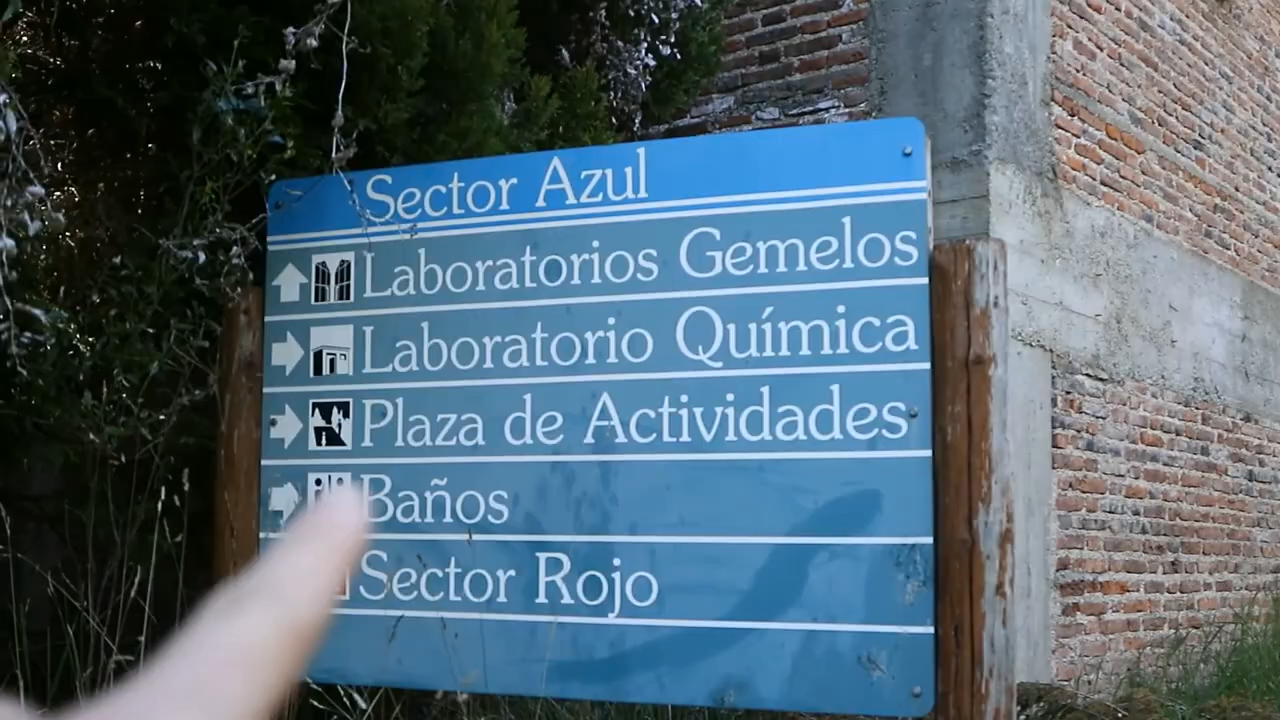 Sector Azul
Laboratorios Gemelos
Laboratorio Química
Plaza de Actividades
Baños
Sector Rojo